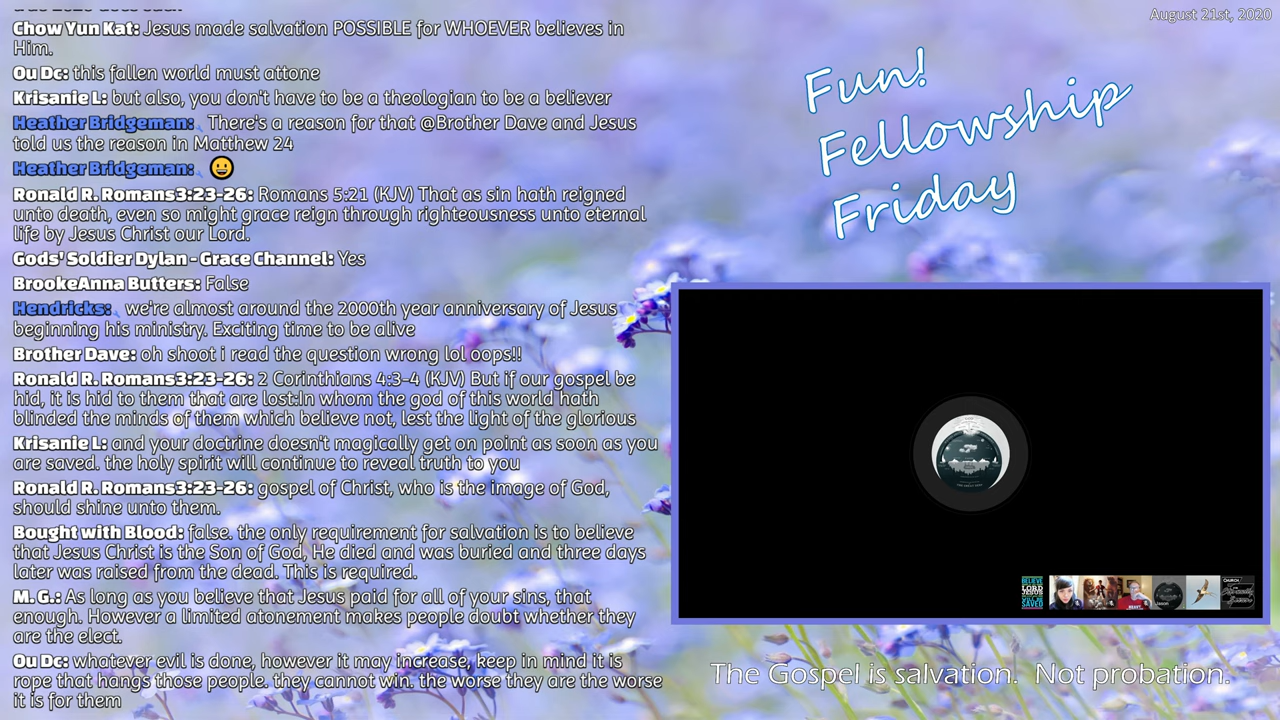 Chow Yun Kat: Jesus made salvation POSSIBLE for WHOEVER believes in
Him.
Ou Dc: this fallen world must attone
Krisanie L: but also, you don't have to be a theologian to be a believer
Heather Bridgeman: There's a reason for that @Brother Dave and Jesus
told us the reason in Matthew 24
Heather Bridgeman: 😀
Ronald R. Romans3:23-26: Romans 5:21 (KJV) That as sin hath reigned
unto death, even so might grace reign through righteousness unto eternal
life by Jesus Christ our Lord.
Gods' Soldier Dylan - Grace Channel: Yes
BrookeAnna Butters: False
Hendricks: we're almost around the 2000th year anniversary of Jesus
beginning his ministry. Exciting time to be alive
Brother Dave: oh shoot i read the question wrong lol oops!!
Ronald R. Romans3:23-26: 2 Corinthians 4:3-4 (KJV) But if our gospel be
hid, it is hid to them that are lost:In whom the god of this world hath
blinded the minds of them which believe not, lest the light of the glorious
Krisanie L: and your doctrine doesn't magically get on point as soon as you
are saved. the holy spirit will continue to reveal truth to you
Ronald R. Romans3:23-26: gospel of Christ, who is the image of God,
should shine unto them.
Bought with Blood: false. the only requirement for salvation is to believe
that Jesus Christ is the Son of God, He died and was buried and three days
later was raised from the dead. This is required.
M. G.: As long as you believe that Jesus paid for all of your sins, that
enough. However a limited atonement makes people doubt whether they
are the elect.
Ou Dc: whatever evil is done, however it may increase, keep in mind it is
rope that hangs those people. they cannot win. the worse they are the worse
it is for them
August 21st, 2020
Fun!
Fellowship
Friday
BELIEVE
LORD
JESUS
SAVED
Jason
CHURCH
The Gospel is salvation. Not probation.